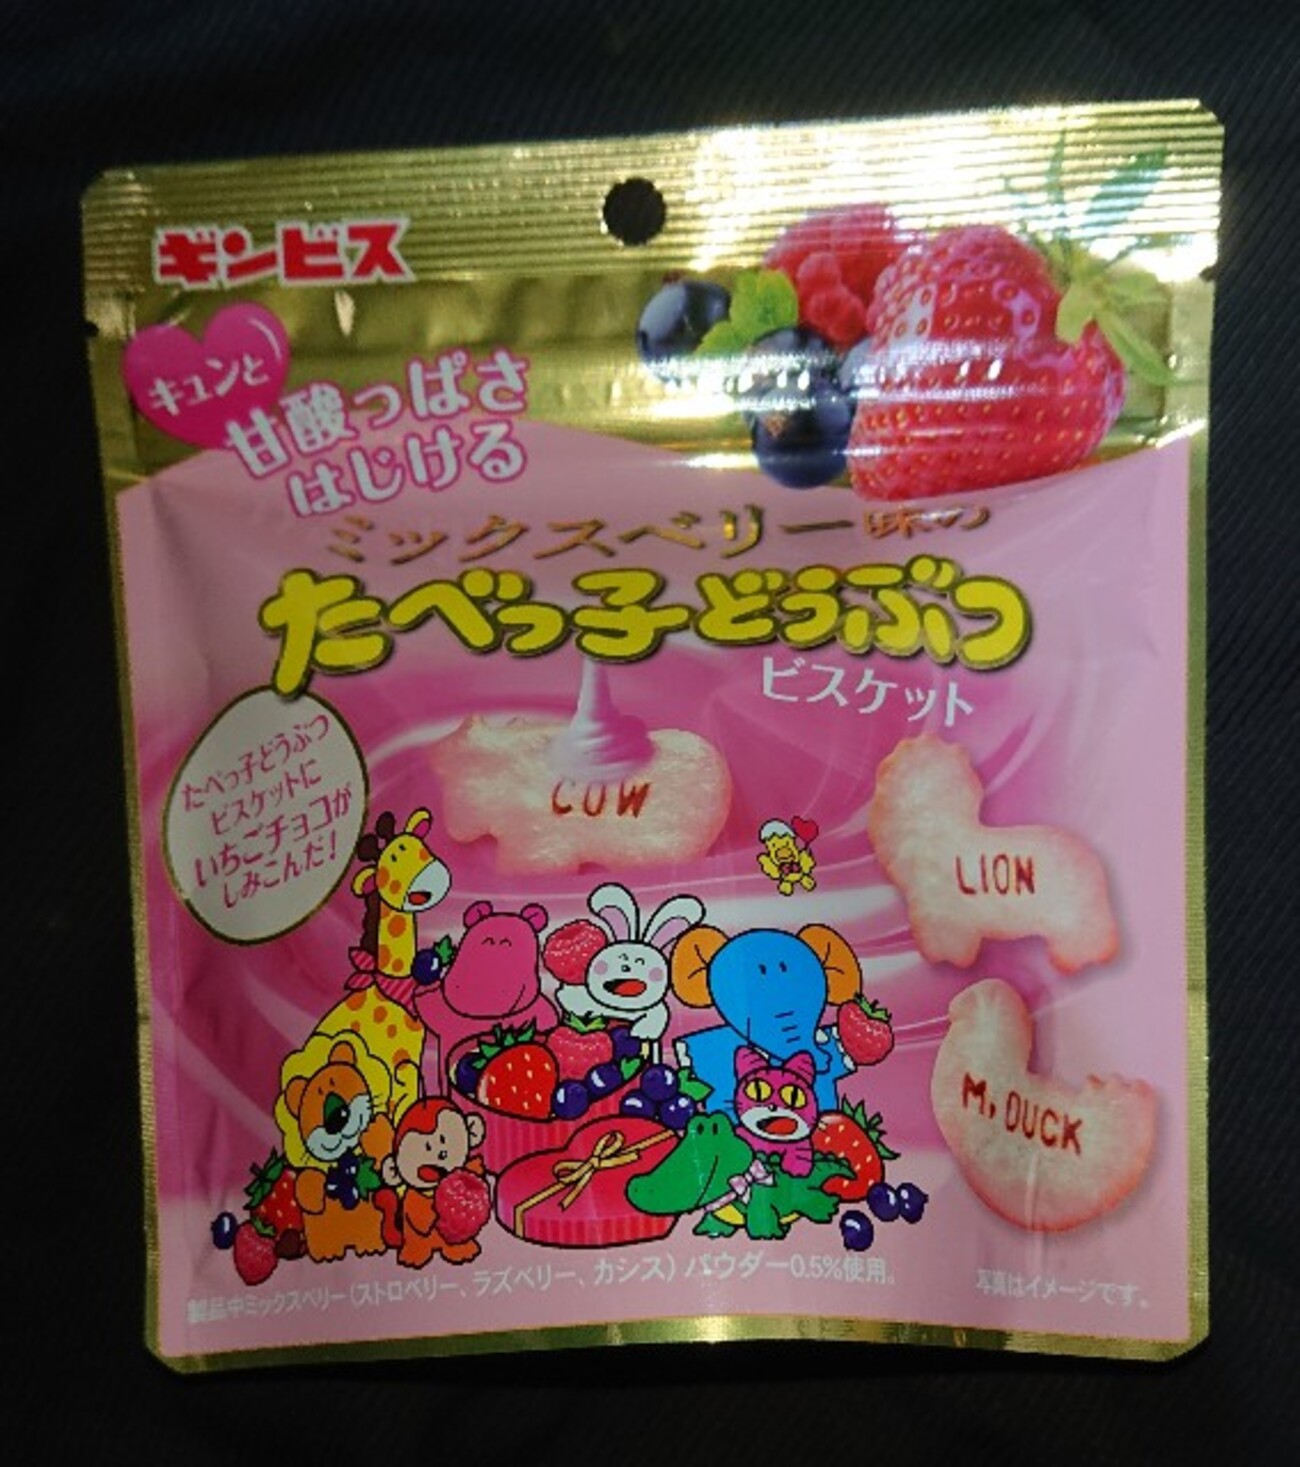 ギンビス
キュンと
甘酸っぱさ
はじける
ミックスベリー味の
たべっ子どうぶつ
ビスケット
たべっ子どうぶつ
ビスケットに
いちごチョコが
しみこんだ!
COW
LION
M,DUCK
製品中ミックスベリー(ストロベリー、ラズベリー、カシス)パウダー0.5%使用。
写真はイメージです。